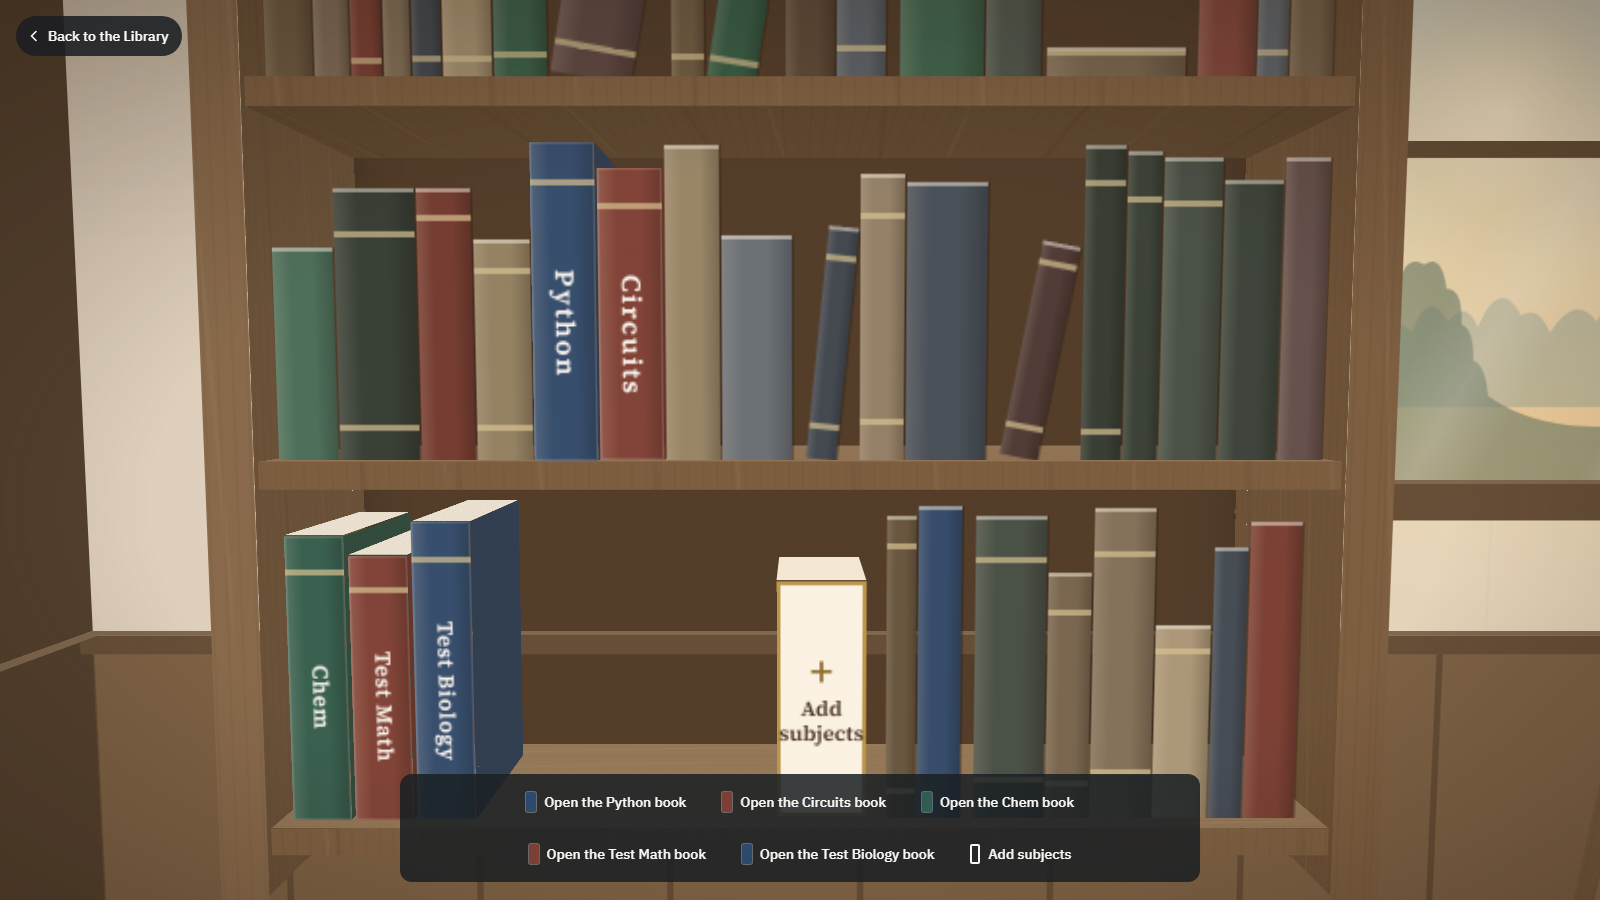 Back to the Library
Python
Circuits
Chem
Test Math
Test Biology
+
Add
subjects
Open the Python book
Open the Circuits book
Open the Chem book
Open the Test Math book
Open the Test Biology book
Add subjects